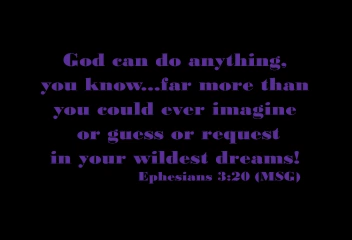 God can do anything,
you know...far more than
you could ever imagine
or guess or request
in your wildest dreams!
Ephesians 3:20 (MSG)